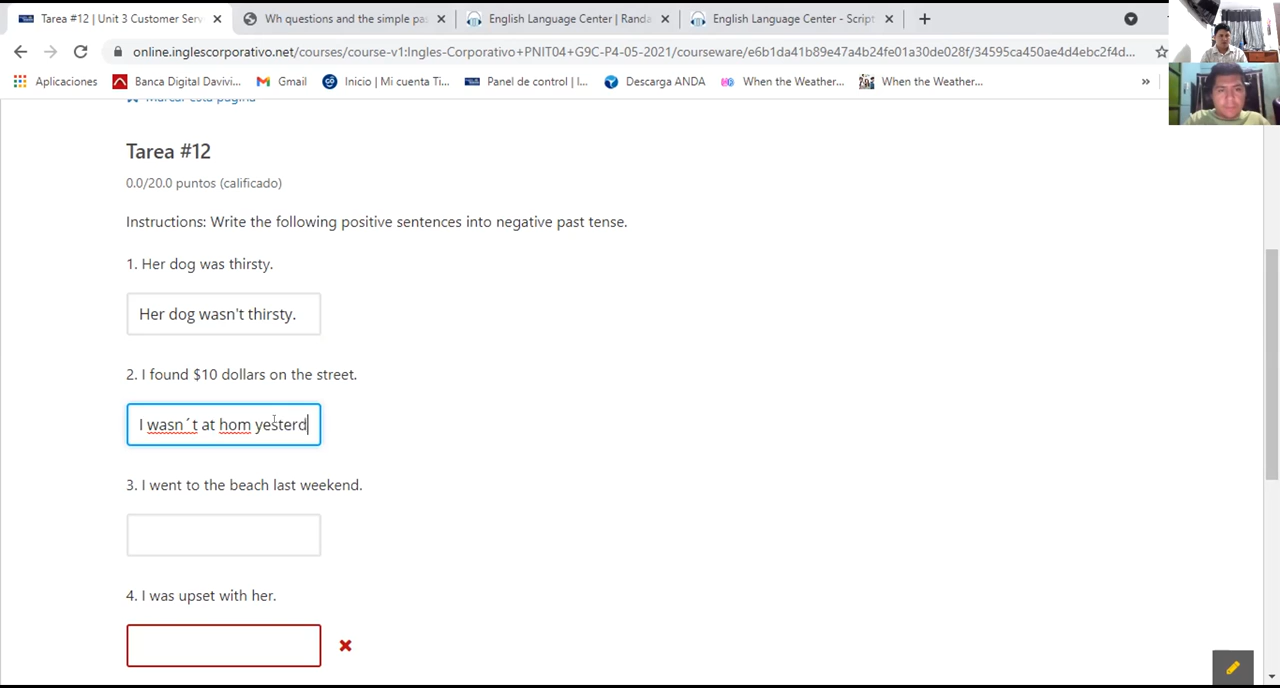 Tarea #12 | Unit 3 Customer Serv
Wh questions and the simple pa
English Language Center | Randa
English Language Center - Script
online.inglescorporativo.net/courses/course-v1:Ingles-Corporativo+PNIT04+G9C-P4-05-2021/courseware/e6b1da41b89e47a4b24fe01a30de028f/34595ca450ae4d4ebc2f4d...
Aplicaciones
Banca Digital Davivi...
Gmail
Inicio | Mi cuenta Ti...
Panel de control | I...
Descarga ANDA
When the Weather...
When the Weather...
»
Marcar esta página
Tarea #12
0.0/20.0 puntos (calificado)
Instructions: Write the following positive sentences into negative past tense.
1. Her dog was thirsty.
Her dog wasn't thirsty.
2. I found $10 dollars on the street.
I wasn´t at hom yesterd
3. I went to the beach last weekend.
4. I was upset with her.